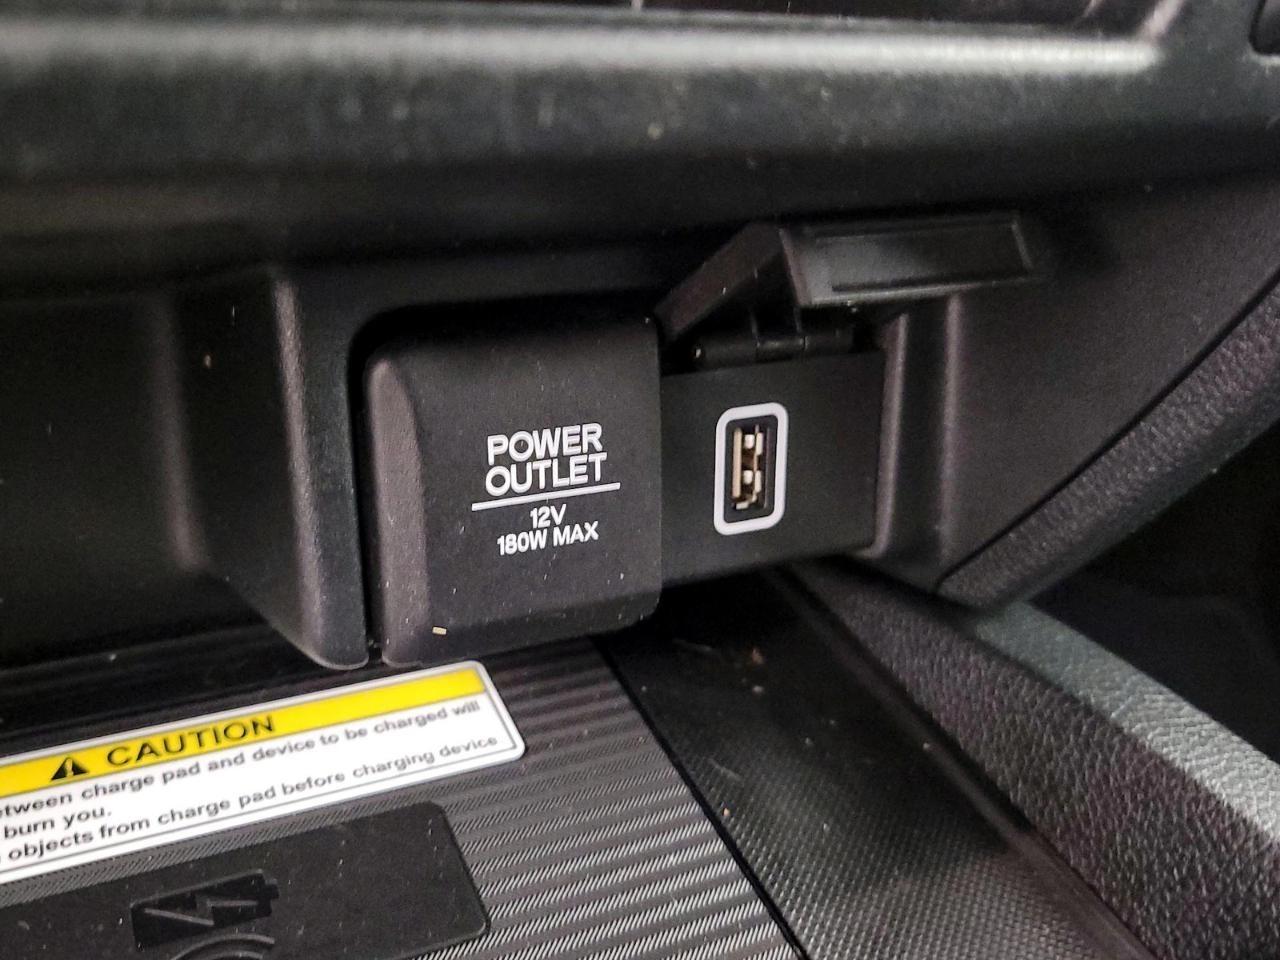 POWER
OUTLET
12V
180W MAX
CAUTION
etween charge pad and device to be charged will
burn you.
objects from charge pad before charging device